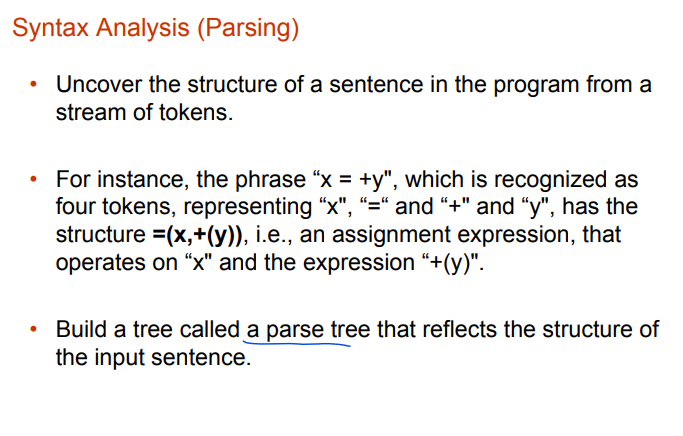 Syntax Analysis (Parsing)
• Uncover the structure of a sentence in the program from a
stream of tokens.
• For instance, the phrase “x = +y", which is recognized as
four tokens, representing “x", “=“ and “+" and “y", has the
structure =(x,+(y)), i.e., an assignment expression, that
operates on “x" and the expression “+(y)".
• Build a tree called a parse tree that reflects the structure of
the input sentence.